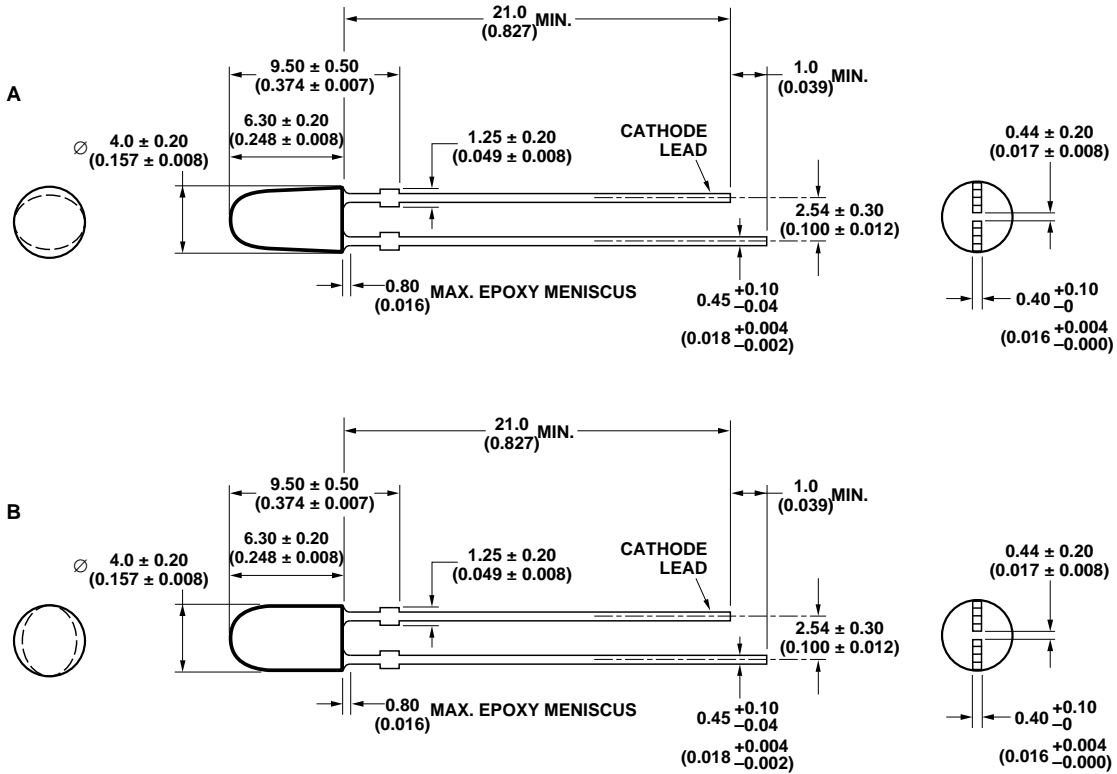 A
21.0
(0.827) MIN.
9.50 ± 0.50
(0.374 ± 0.007)
1.0
(0.039) MIN.
6.30 ± 0.20
(0.248 ± 0.008)
∅ 4.0 ± 0.20
(0.157 ± 0.008)
1.25 ± 0.20
(0.049 ± 0.008)
CATHODE
LEAD
0.44 ± 0.20
(0.017 ± 0.008)
2.54 ± 0.30
(0.100 ± 0.012)
0.80
(0.016) MAX. EPOXY MENISCUS
0.45 +0.10
–0.04
(0.018 +0.004
–0.002)
0.40 +0.10
–0
(0.016 +0.004
–0.000)
B
21.0
(0.827) MIN.
9.50 ± 0.50
(0.374 ± 0.007)
1.0
(0.039) MIN.
6.30 ± 0.20
(0.248 ± 0.008)
∅ 4.0 ± 0.20
(0.157 ± 0.008)
1.25 ± 0.20
(0.049 ± 0.008)
CATHODE
LEAD
0.44 ± 0.20
(0.017 ± 0.008)
2.54 ± 0.30
(0.100 ± 0.012)
0.80
(0.016) MAX. EPOXY MENISCUS
0.45 +0.10
–0.04
(0.018 +0.004
–0.002)
0.40 +0.10
–0
(0.016 +0.004
–0.000)